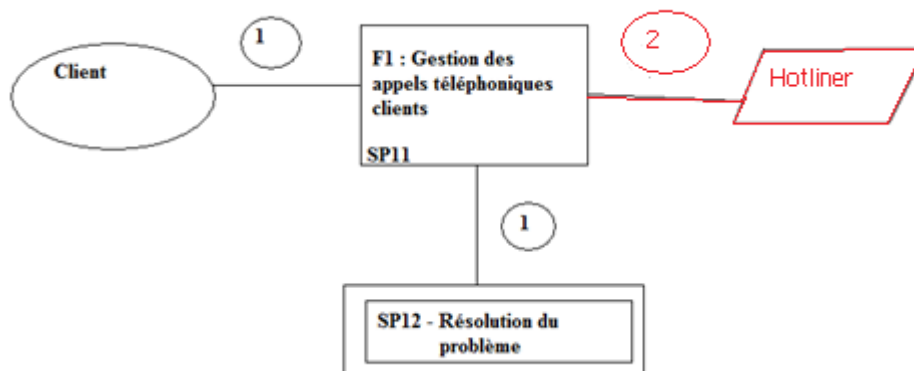 Client
1
F1 : Gestion des
appels téléphoniques
clients
SP11
2
Hotliner
1
SP12 - Résolution du
problème